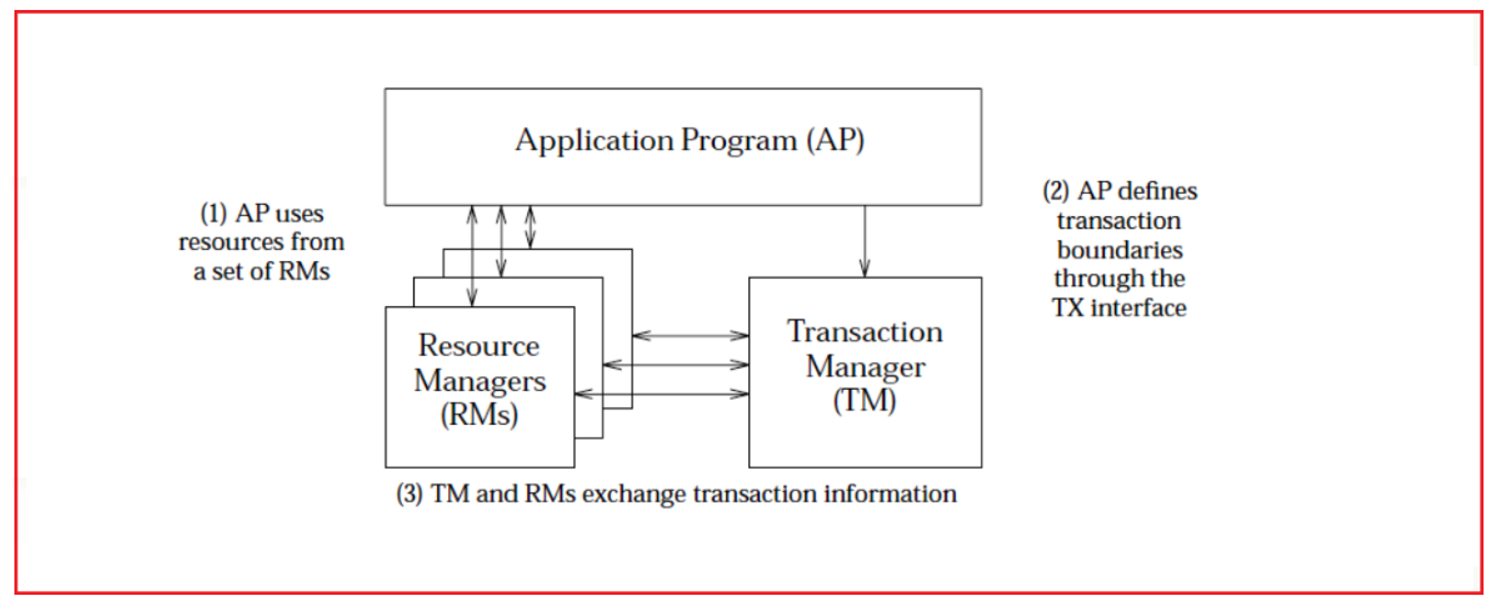 Application Program (AP)
(1) AP uses
resources from
a set of RMs
(2) AP defines
transaction
boundaries
through the
TX interface
Resource
Managers
(RMs)
Transaction
Manager
(TM)
(3) TM and RMs exchange transaction information